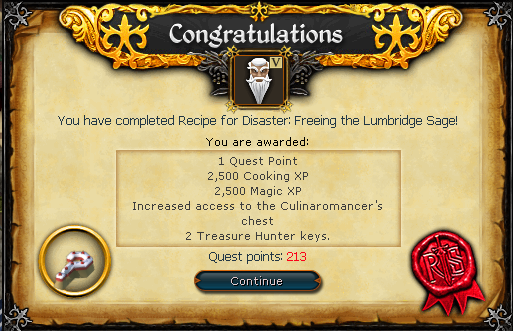 Congratulations
V
You have completed Recipe for Disaster: Freeing the Lumbridge Sage!
You are awarded:
1 Quest Point
2,500 Cooking XP
2,500 Magic XP
Increased access to the Culinaromancer's
chest
2 Treasure Hunter keys.
Quest points: 213
Continue
RS